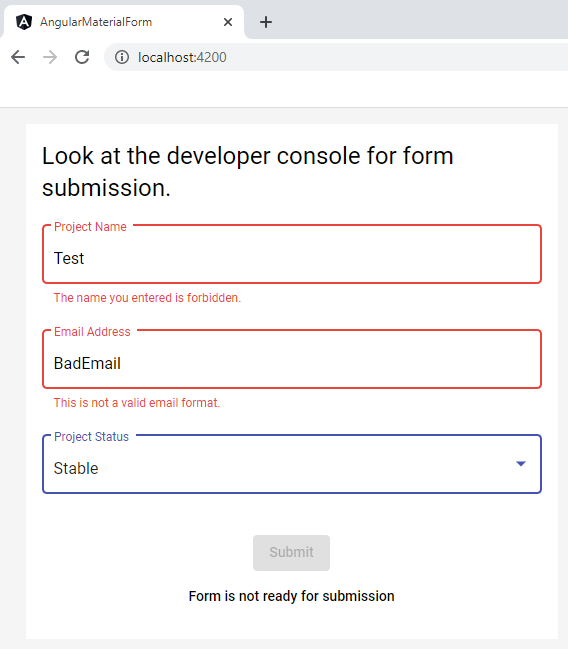 AngularMaterialForm
localhost:4200
Look at the developer console for form
submission.
Project Name
Test
The name you entered is forbidden.
Email Address
BadEmail
This is not a valid email format.
Project Status
Stable
Submit
Form is not ready for submission